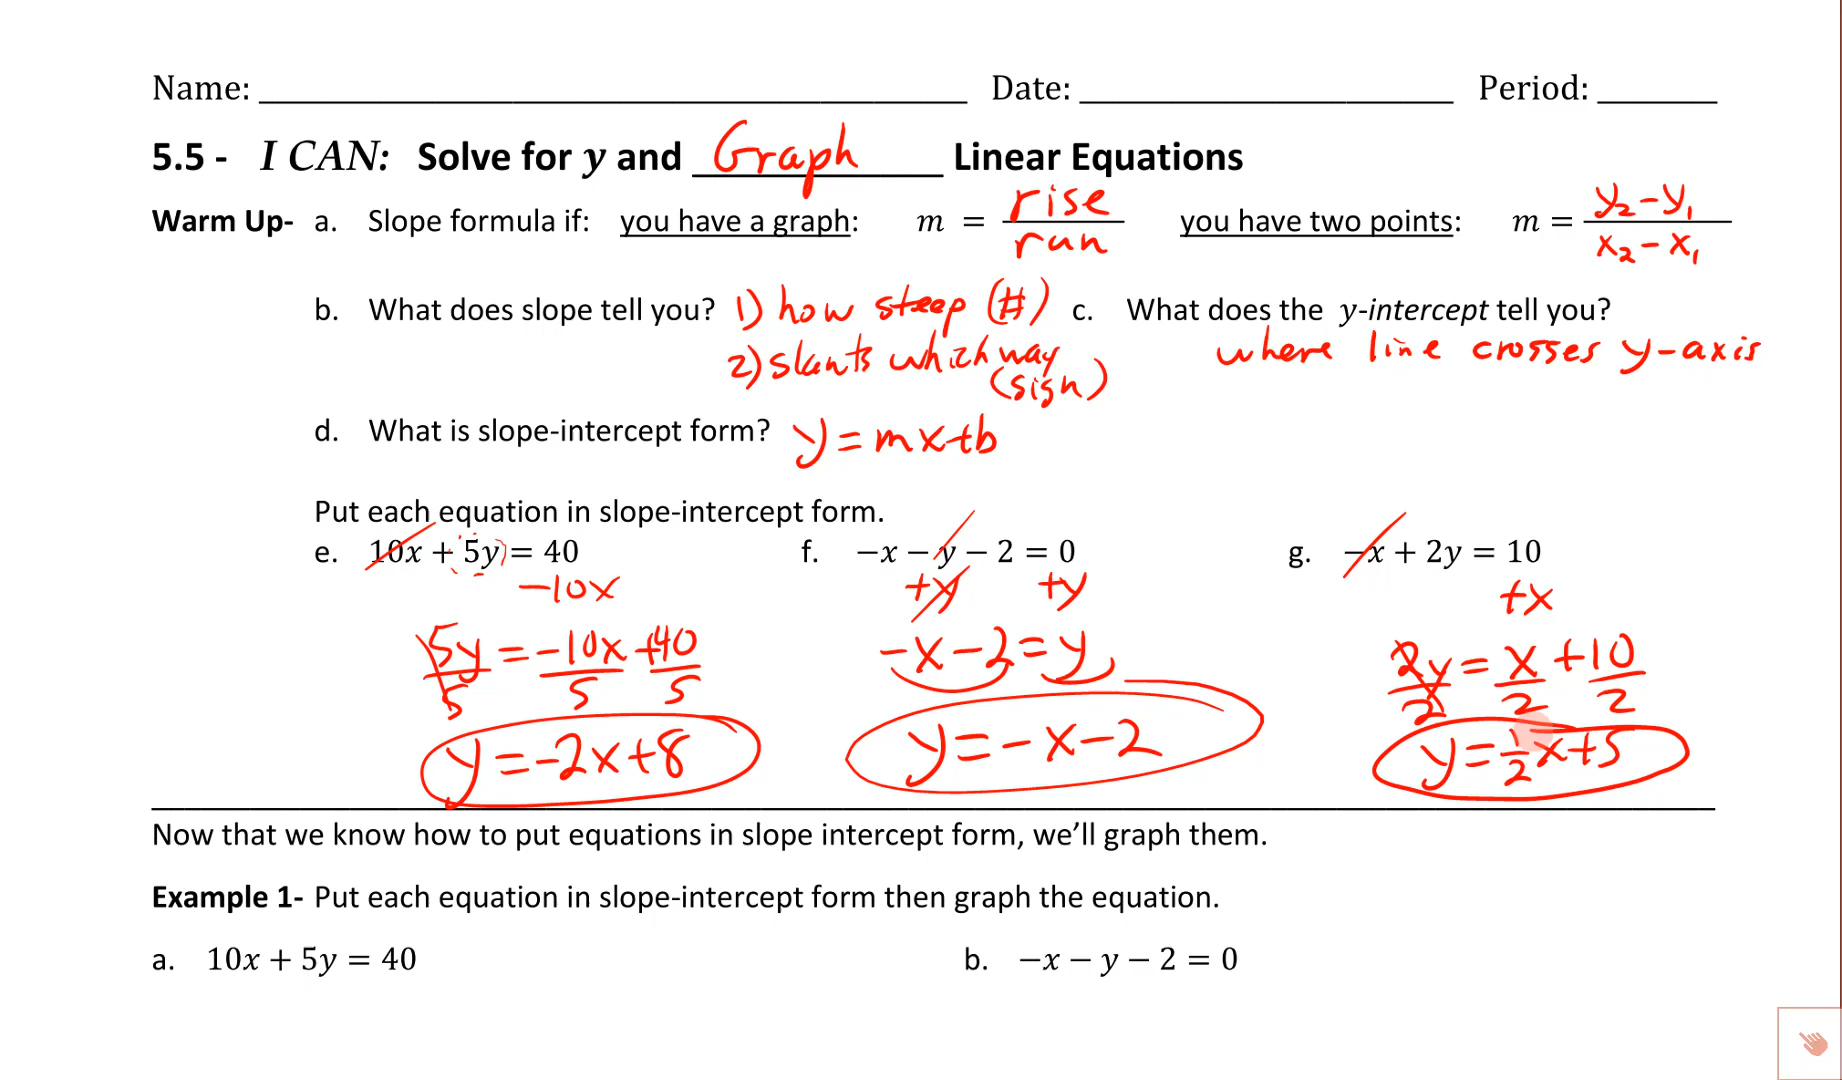 Name: ________ Date: ________ Period: ________
5.5 - I CAN: Solve for y and Graph Linear Equations
Warm Up- a. Slope formula if: you have a graph: m = rise/run you have two points: m = y₂-y₁/x₂-x₁
b. What does slope tell you? 1) how steep (#) c. What does the y-intercept tell you?
2) slants which way (sign) where line crosses y-axis
d. What is slope-intercept form? y=mx+b
Put each equation in slope-intercept form.
e. 10x + 5y = 40 f. −x − y − 2 = 0 g. −x + 2y = 10
-10x +y +y +x
5y/5 = -10x/5 + 40/5 -x-2=y 2y/2 = x/2 + 10/2
y=-2x+8 y=-x-2 y=1/2x+5
Now that we know how to put equations in slope intercept form, we’ll graph them.
Example 1- Put each equation in slope-intercept form then graph the equation.
a. 10x + 5y = 40 b. −x − y − 2 = 0